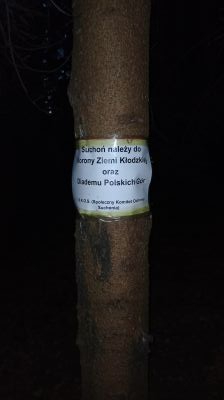 Suchoń należy do
Korony Ziemi Kłodzkiej
oraz
Diademu Polskich Gór
S.K.O.S. (Społeczny Komitet Ochrony
Suchonia)